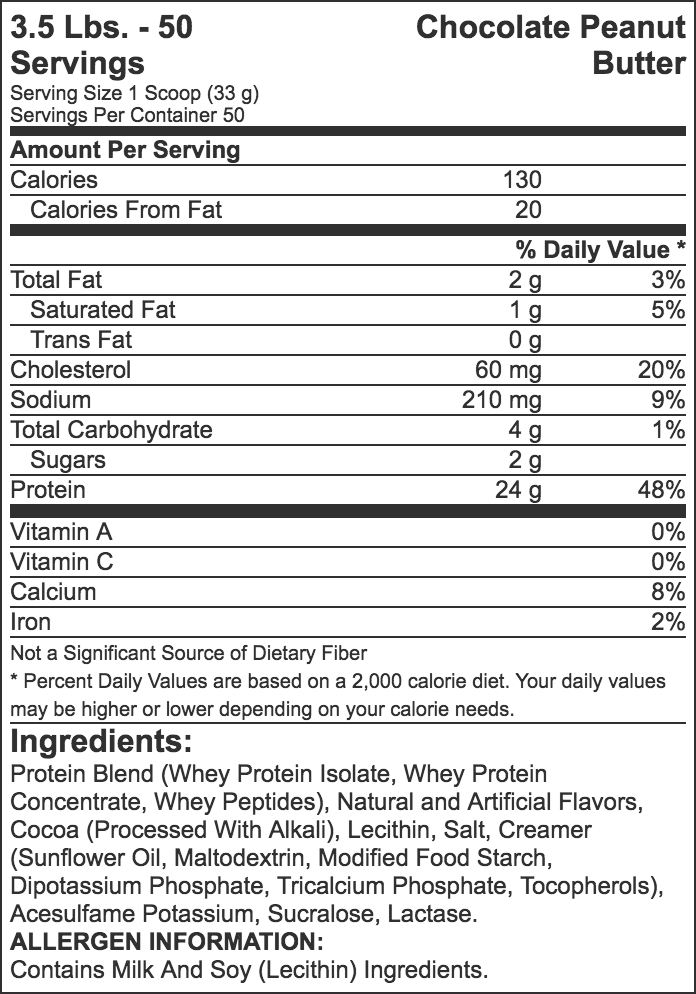 3.5 Lbs. - 50 Servings
Chocolate Peanut Butter
Serving Size 1 Scoop (33 g)
Servings Per Container 50
Amount Per Serving
Calories 130
Calories From Fat 20
% Daily Value *
Total Fat 2 g 3%
Saturated Fat 1 g 5%
Trans Fat 0 g
Cholesterol 60 mg 20%
Sodium 210 mg 9%
Total Carbohydrate 4 g 1%
Sugars 2 g
Protein 24 g 48%
Vitamin A 0%
Vitamin C 0%
Calcium 8%
Iron 2%
Not a Significant Source of Dietary Fiber
* Percent Daily Values are based on a 2,000 calorie diet. Your daily values
may be higher or lower depending on your calorie needs.
Ingredients:
Protein Blend (Whey Protein Isolate, Whey Protein
Concentrate, Whey Peptides), Natural and Artificial Flavors,
Cocoa (Processed With Alkali), Lecithin, Salt, Creamer
(Sunflower Oil, Maltodextrin, Modified Food Starch,
Dipotassium Phosphate, Tricalcium Phosphate, Tocopherols),
Acesulfame Potassium, Sucralose, Lactase.
ALLERGEN INFORMATION:
Contains Milk And Soy (Lecithin) Ingredients.